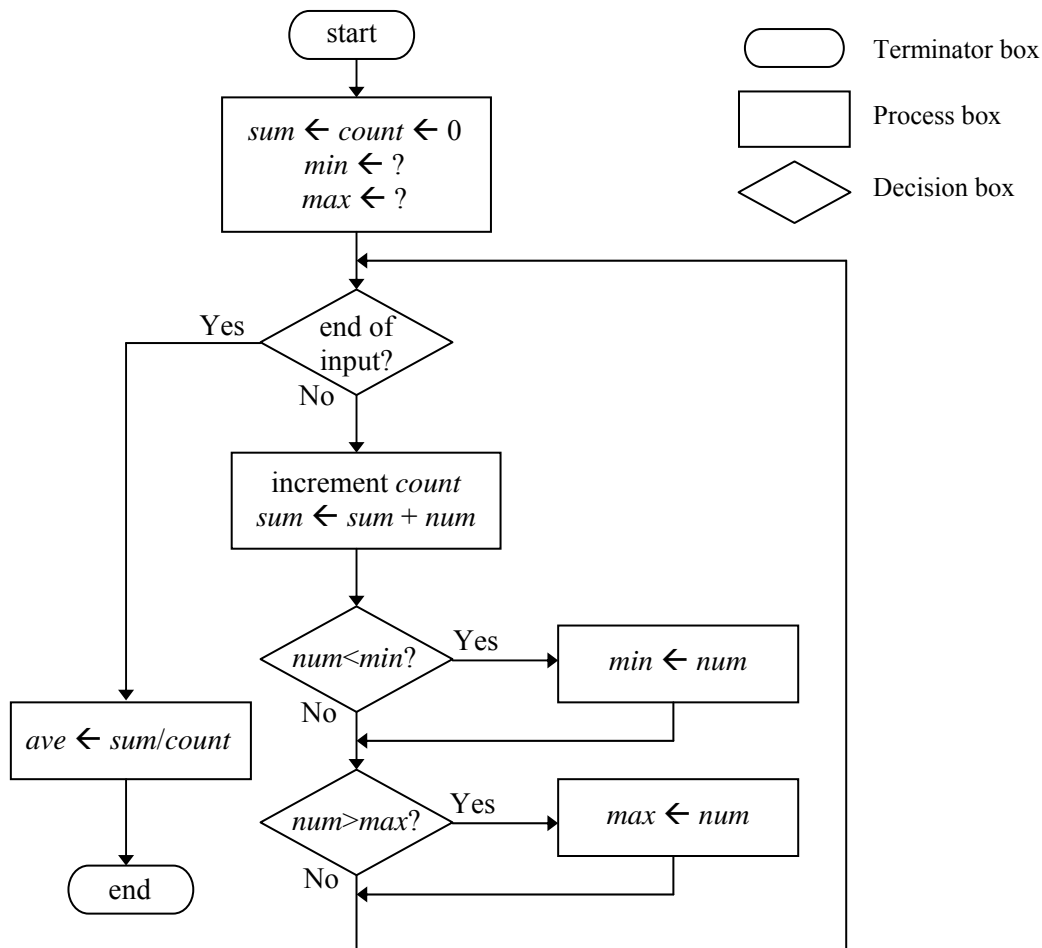 start
sum ← count ← 0
min ← ?
max ← ?
Terminator box
Process box
Decision box
end of
input?
Yes
No
increment count
sum ← sum + num
num<min?
Yes
No
min ← num
num>max?
Yes
No
max ← num
ave ← sum/count
end